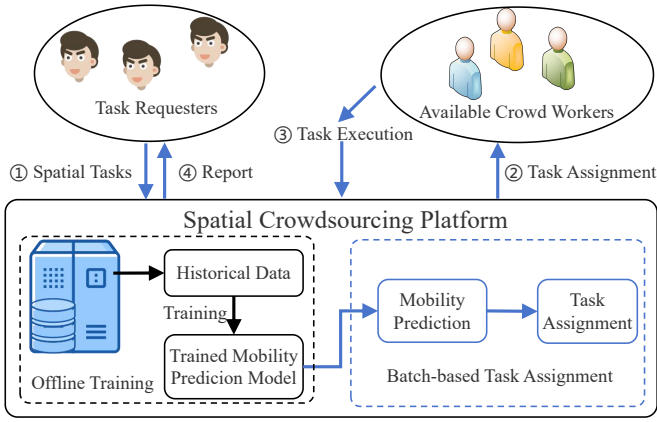 Task Requesters
Available Crowd Workers
③ Task Execution
① Spatial Tasks
④ Report
② Task Assignment
Spatial Crowdsourcing Platform
Historical Data
Training
Trained Mobility
Predicion Model
Offline Training
Mobility
Prediction
Task
Assignment
Batch-based Task Assignment